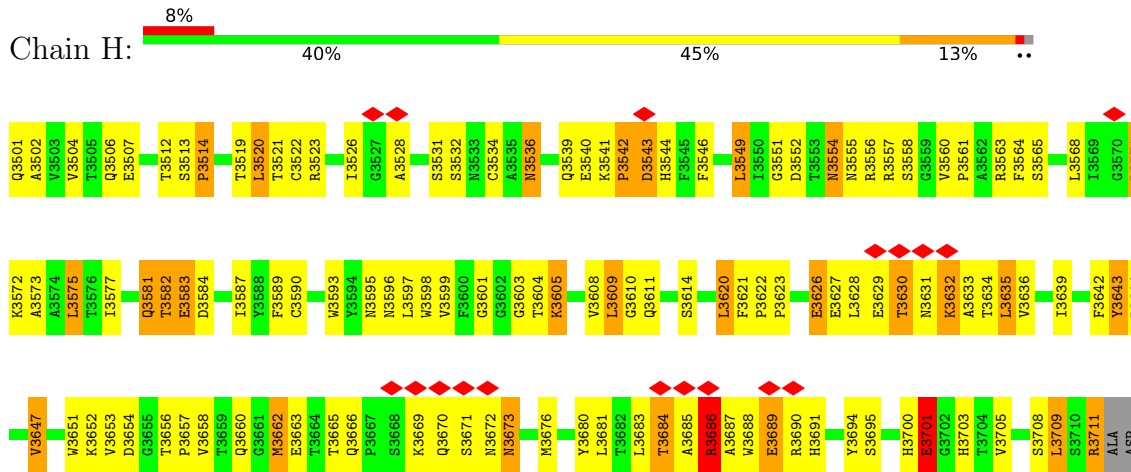 8%
Chain H:
40% 45% 13% ••
Q3501 A3502 V3503 V3504 T3505 Q3506 E3507 T3512 S3513 P3514 T3519 L3520 T3521 C3522 R3523 I3526 G3527 A3528 S3531 S3532 N3533 C3534 A3535 N3536 Q3539 E3540 K3541 P3542 D3543 H3544 F3545 F3546 L3549 I3550 G3551 D3552 T3553 N3554 N3555 R3556 R3557 S3558 G3559 V3560 P3561 A3562 R3563 F3564 S3565 L3568 I3569 G3570
K3572 A3573 A3574 L3575 T3576 I3577 Q3581 T3582 E3583 D3584 I3587 Y3588 F3589 C3590 W3593 Y3594 N3595 N3596 L3597 W3598 V3599 F3600 G3601 G3602 G3603 T3604 K3605 V3608 L3609 G3610 Q3611 S3614 L3620 F3621 P3622 P3623 E3626 E3627 L3628 E3629 T3630 N3631 K3632 A3633 T3634 L3635 V3636 I3639 F3642 Y3643
V3647 W3651 K3652 V3653 D3654 G3655 T3656 P3657 V3658 T3659 Q3660 G3661 M3662 E3663 T3664 T3665 Q3666 P3667 S3668 K3669 Q3670 S3671 N3672 N3673 M3676 Y3680 L3681 T3682 L3683 T3684 A3685 R3686 A3687 W3688 E3689 R3690 H3691 Y3694 S3695 H3700 E3701 G3702 H3703 T3704 V3705 S3708 L3709 S3710 R3711 ALA ASP